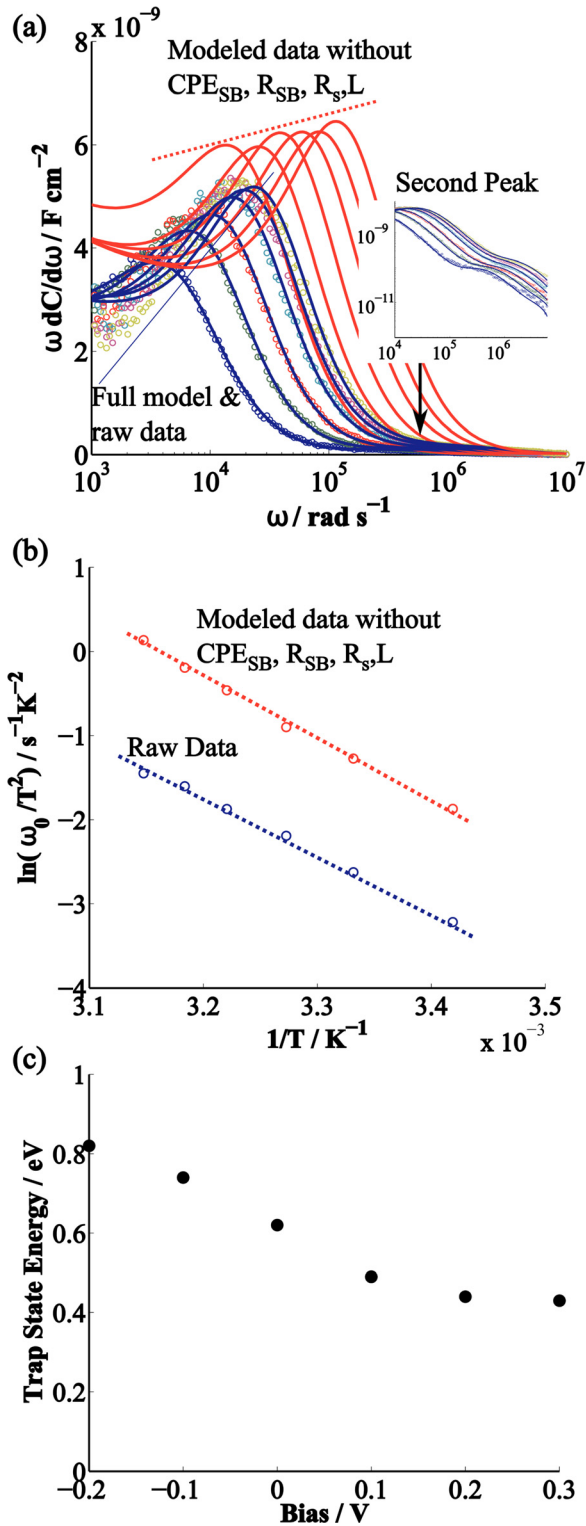 (a)
x 10⁻⁹
8
6
4
2
0
ω dC/dω / F cm⁻²
Modeled data without
CPE_SB, R_SB, R_s,L
Second Peak
10⁻⁹
10⁻¹¹
10⁴ 10⁵ 10⁶
Full model &
raw data
10³ 10⁴ 10⁵ 10⁶ 10⁷
ω / rad s⁻¹
(b)
1
0
−1
−2
−3
−4
ln(ω₀/T²) / s⁻¹K⁻²
Modeled data without
CPE_SB, R_SB, R_s,L
Raw Data
3.1 3.2 3.3 3.4 3.5
1/T / K⁻¹
x 10⁻³
(c)
1
0.8
0.6
0.4
0.2
0
Trap State Energy / eV
−0.2 −0.1 0 0.1 0.2 0.3
Bias / V